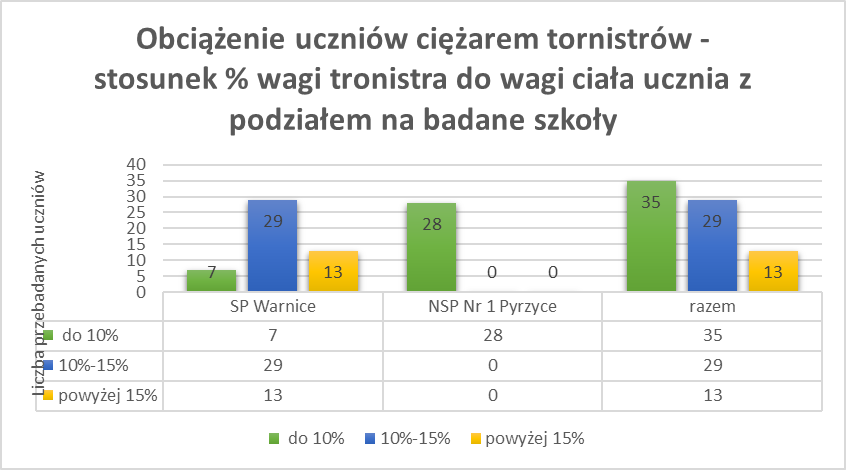 Obciążenie uczniów ciężarem tornistrów -
stosunek % wagi tronistra do wagi ciała ucznia z
podziałem na badane szkoły
Liczba przebadanych uczniów
40
35
30
25
20
15
10
5
0
7
29
13
28
0
0
35
29
13
SP Warnice NSP Nr 1 Pyrzyce razem
do 10% 7 28 35
10%-15% 29 0 29
powyżej 15% 13 0 13
do 10% 10%-15% powyżej 15%